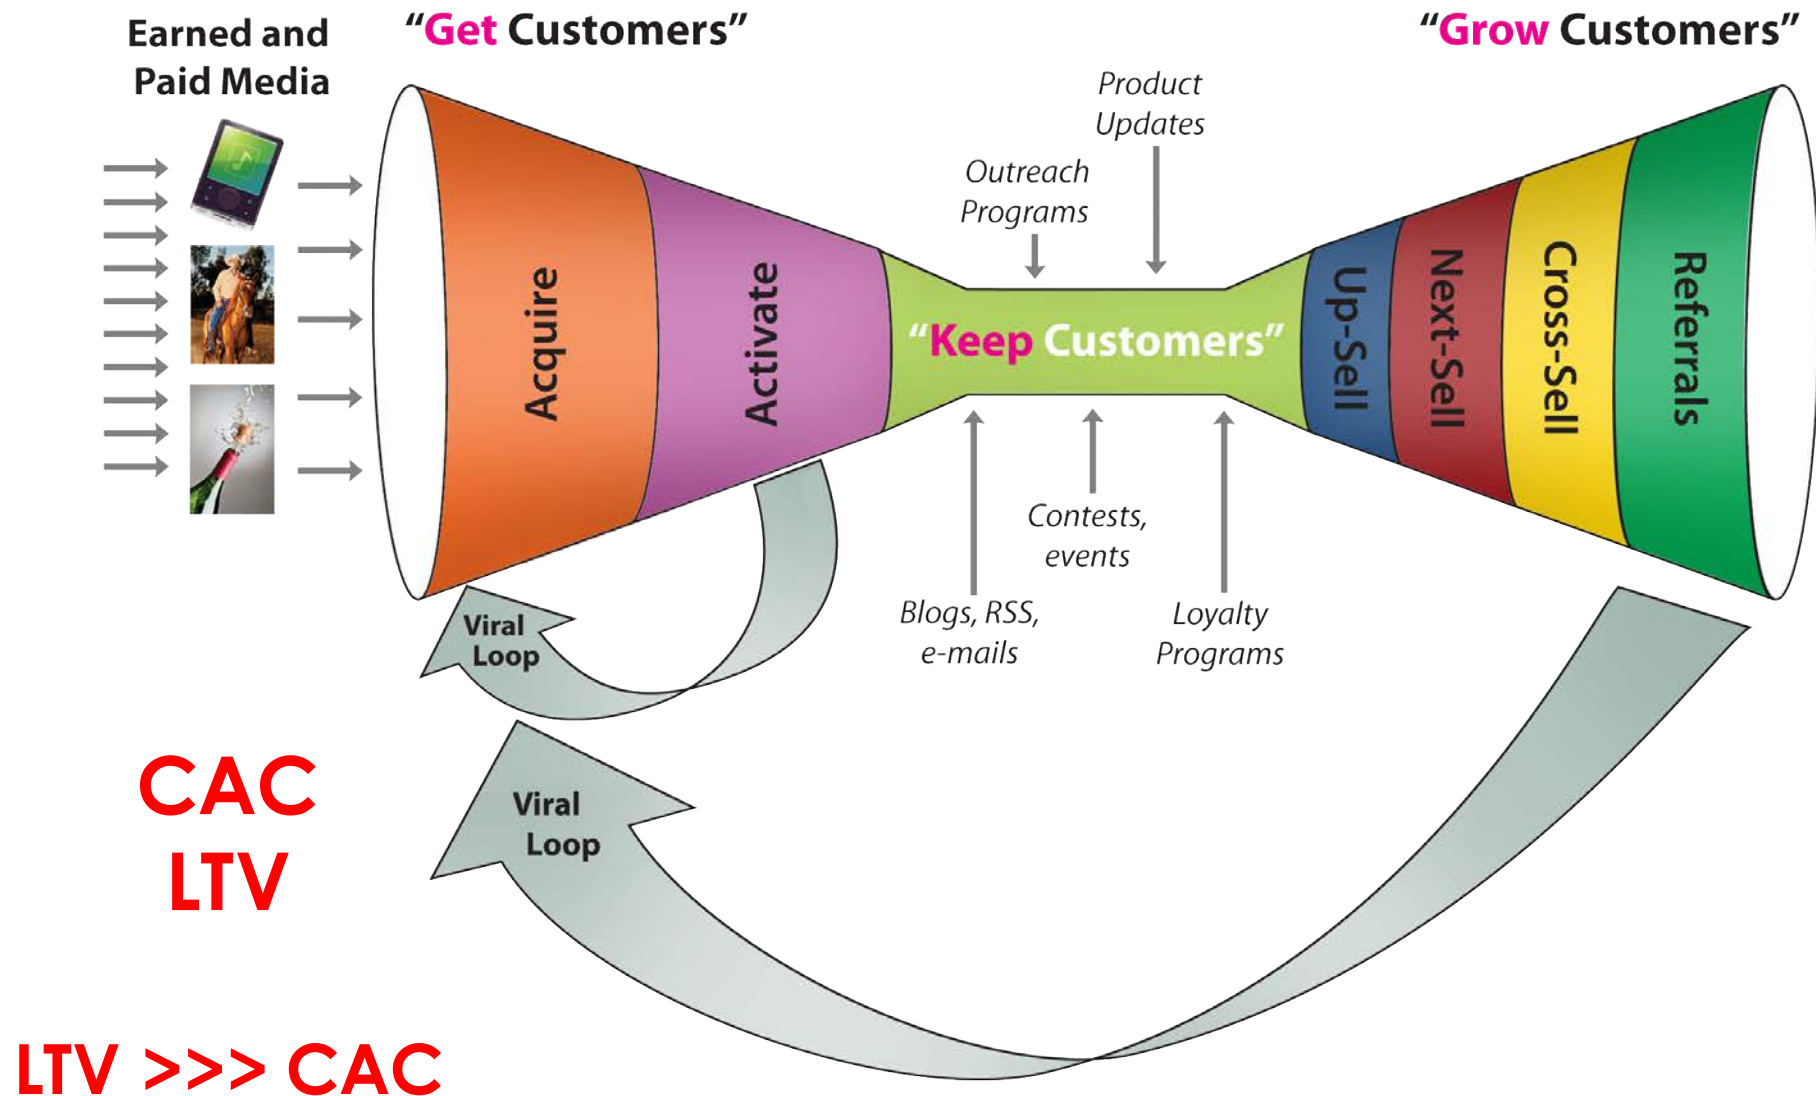 Earned and
Paid Media
“Get Customers”
“Grow Customers”
Product
Updates
Outreach
Programs
Acquire
Activate
“Keep Customers”
Up-Sell
Next-Sell
Cross-Sell
Referrals
Contests,
events
Blogs, RSS,
e-mails
Loyalty
Programs
Viral
Loop
Viral
Loop
CAC
LTV
LTV >>> CAC